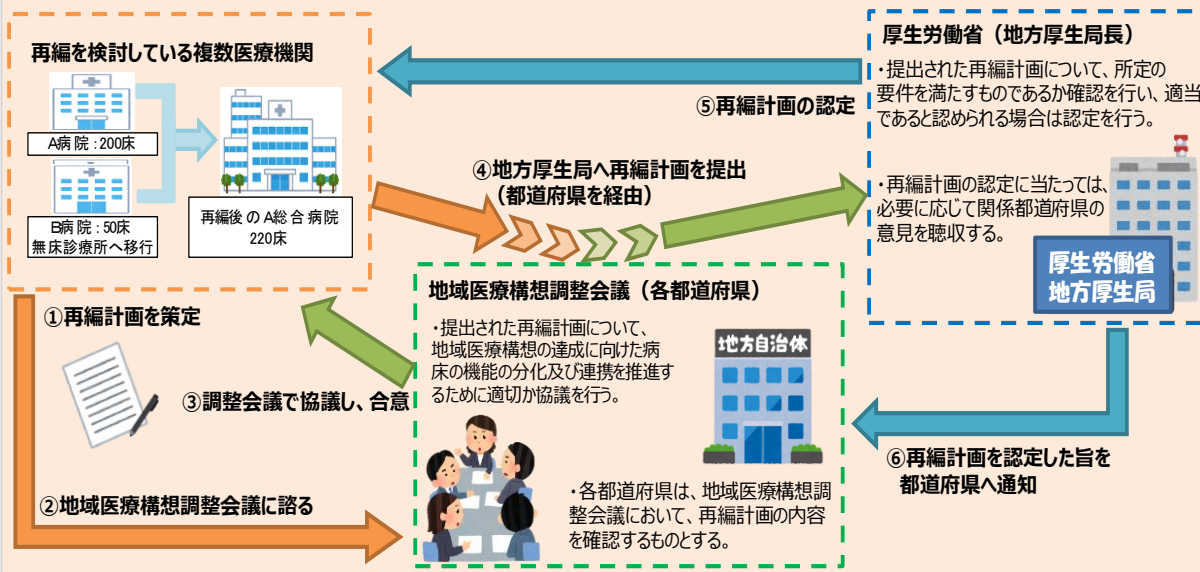 再編を検討している複数医療機関
A病院：200床
B病院：50床
無床診療所へ移行
再編後のA総合病院
220床
①再編計画を策定
②地域医療構想調整会議に諮る
③調整会議で協議し、合意
④地方厚生局へ再編計画を提出
（都道府県を経由）
地域医療構想調整会議（各都道府県）
・提出された再編計画について、
地域医療構想の達成に向けた病
床の機能の分化及び連携を推進す
るために適切か協議を行う。
地方自治体
・各都道府県は、地域医療構想調
整会議において、再編計画の内容
を確認するものとする。
⑤再編計画の認定
厚生労働省（地方厚生局長）
・提出された再編計画について、所定の
要件を満たすものであるか確認を行い、適当
であると認められる場合は認定を行う。
・再編計画の認定に当たっては、
必要に応じて関係都道府県の
意見を聴収する。
厚生労働省
地方厚生局
⑥再編計画を認定した旨を
都道府県へ通知